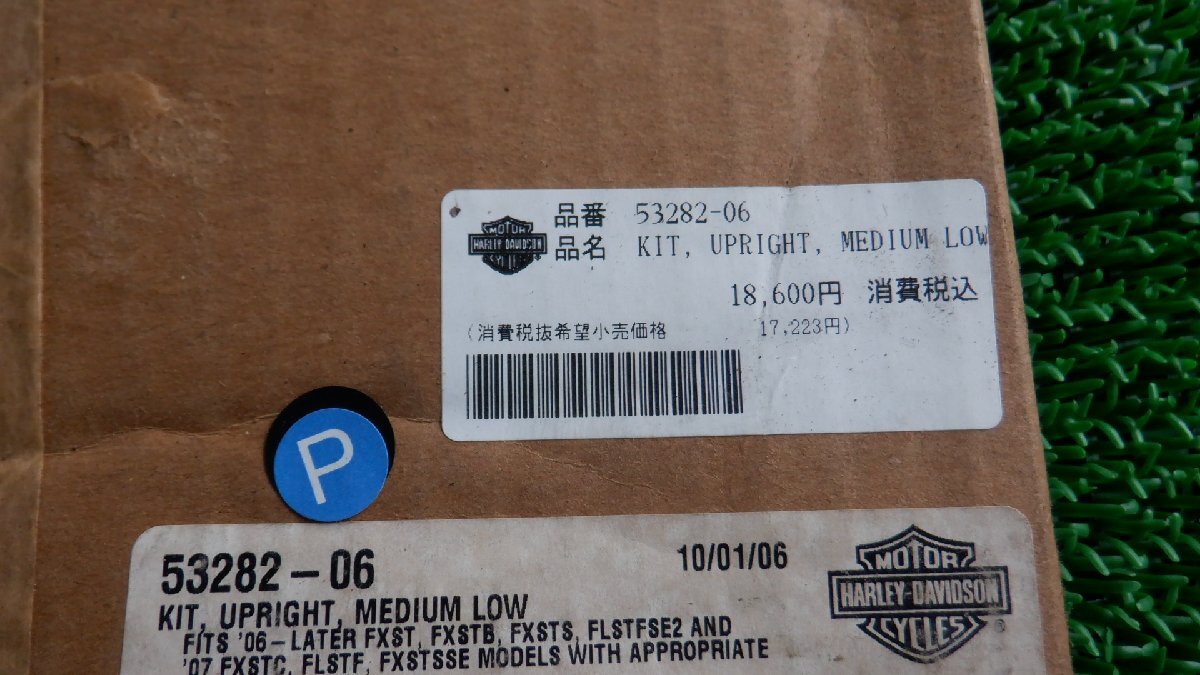 MOTOR
HARLEY-DAVIDSON
CYCLES
品番 53282-06
品名 KIT, UPRIGHT, MEDIUM LOW
18,600円 消費税込
(消費税抜希望小売価格 17,223円)
P
53282-06
10/01/06
MOTOR
HARLEY-DAVIDSON
CYCLES
®
KIT, UPRIGHT, MEDIUM LOW
FITS '06-LATER FXST, FXSTB, FXSTS, FLSTFSE2 AND
'07 FXSTC, FLSTF, FXSTSSE MODELS WITH APPROPRIATE